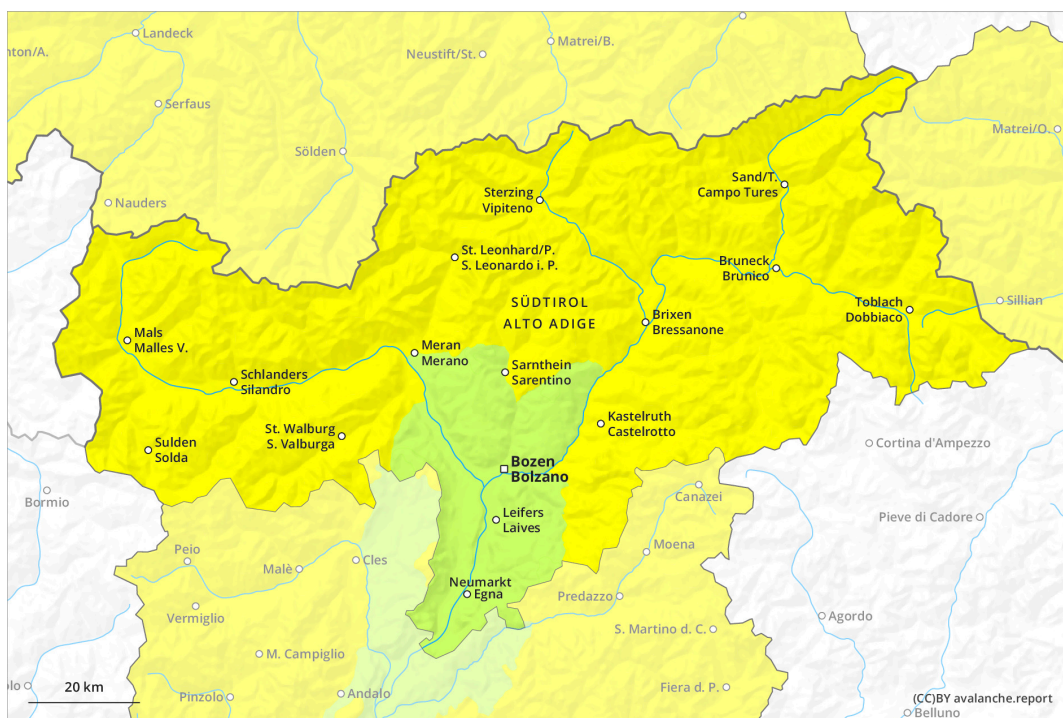 Landeck
nton/A.
Neustift/St.
Matrei/B.
Serfaus
Sölden
Matrei/O.
Nauders
Sterzing
Vipiteno
Sand/T.
Campo Tures
St. Leonhard/P.
S. Leonardo i. P.
Bruneck
Brunico
SÜDTIROL
ALTO ADIGE
Toblach
Dobbiaco
Sillian
Brixen
Bressanone
Mals
Malles V.
Meran
Merano
Sarnthein
Sarentino
Schlanders
Silandro
Kastelruth
Castelrotto
St. Walburg
S. Valburga
Sulden
Solda
Cortina d'Ampezzo
Bozen
Bolzano
Bormio
Canazei
Leifers
Laives
Pieve di Cadore
Peio
Malè
Cles
Moena
Neumarkt
Egna
Predazzo
Vermiglio
Agordo
S. Martino d. C.
M. Campiglio
olo
20 km
Pinzolo
Andalo
Fiera d. P.
(CC)BY avalanche.report
Belluno